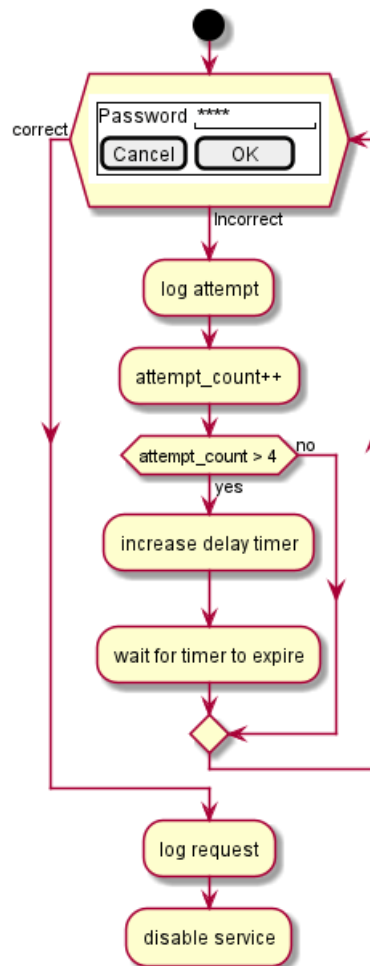 Password ****
Cancel OK
correct
Incorrect
log attempt
attempt_count++
attempt_count > 4
no
yes
increase delay timer
wait for timer to expire
log request
disable service